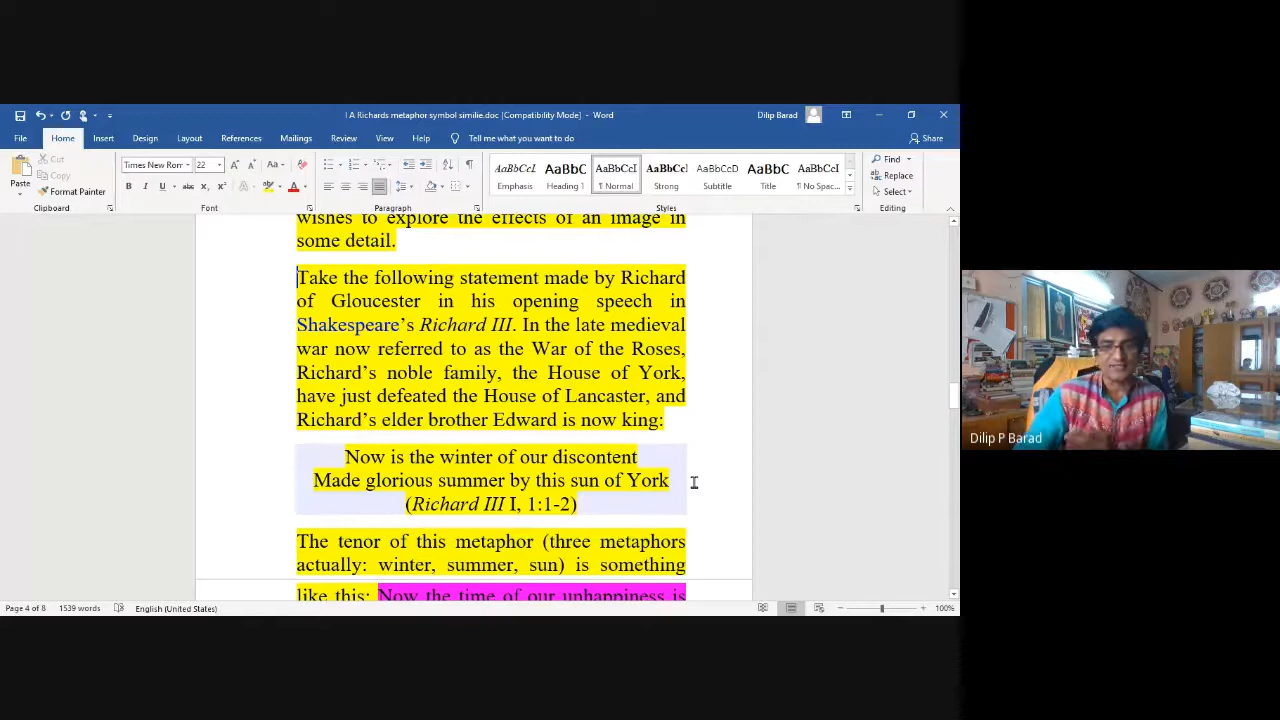 I A Richards metaphor symbol similie.doc [Compatibility Mode] - Word
Dilip Barad
File Home Insert Design Layout References Mailings Review View Help Tell me what you want to do
Share
Paste
Cut
Copy
Format Painter
Clipboard
Times New Rom 22
Font
Paragraph
AaBbCcI AaBbC AaBbCcI AaBbCc AaBbCcD AaBbC AaBbCcI
Emphasis Heading 1 ¶ Normal Strong Subtitle Title ¶ No Spac...
Styles
Find
Replace
Select
Editing
wishes to explore the effects of an image in
some detail.
Take the following statement made by Richard
of Gloucester in his opening speech in
Shakespeare's Richard III. In the late medieval
war now referred to as the War of the Roses,
Richard's noble family, the House of York,
have just defeated the House of Lancaster, and
Richard's elder brother Edward is now king:
Now is the winter of our discontent
Made glorious summer by this sun of York
(Richard III I, 1:1-2)
The tenor of this metaphor (three metaphors
actually: winter, summer, sun) is something
like this: Now the time of our unhappiness is
Page 4 of 8 1539 words English (United States) 100%
Dilip P Barad